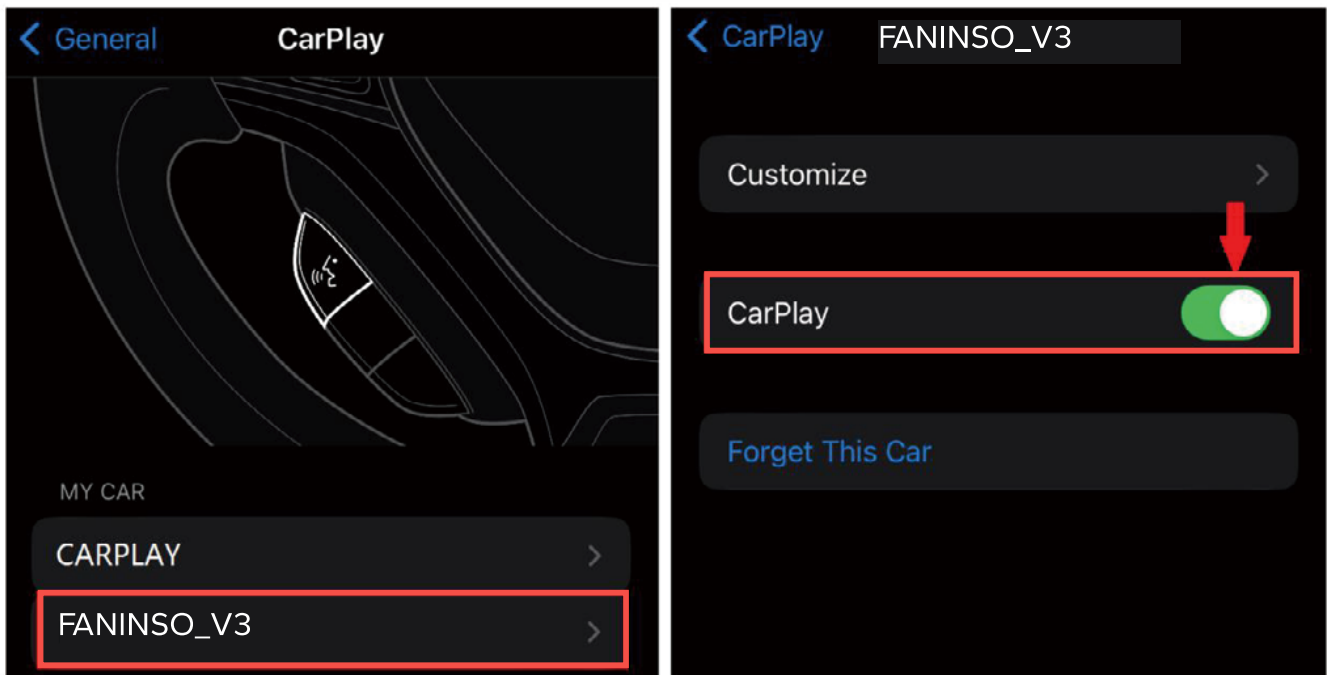 General
CarPlay
MY CAR
CARPLAY
FANINSO_V3
CarPlay
FANINSO_V3
Customize
CarPlay
Forget This Car